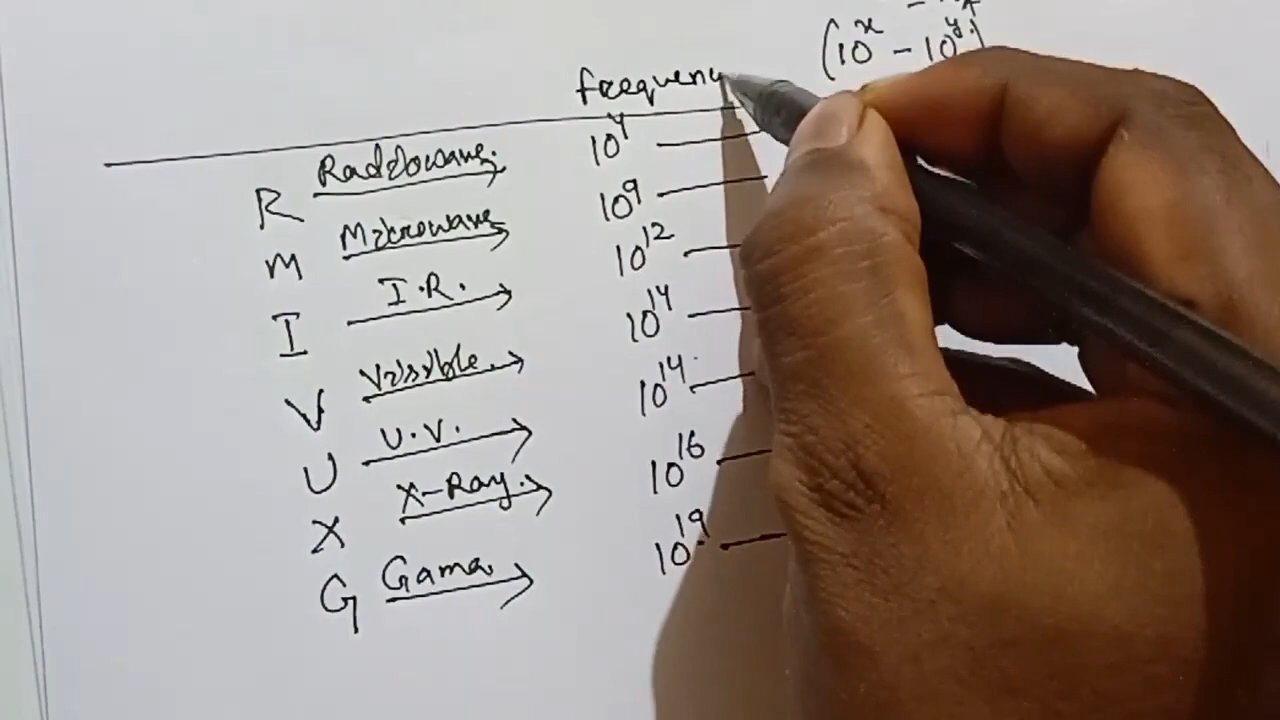 (10^x - 10^y)
frequency
R Radiowave. 10^4
M Microwave 10^9
I I.R. 10^12
V Visible. 10^14
U U.V. 10^14
X X-Ray. 10^16
G Gama. 10^19